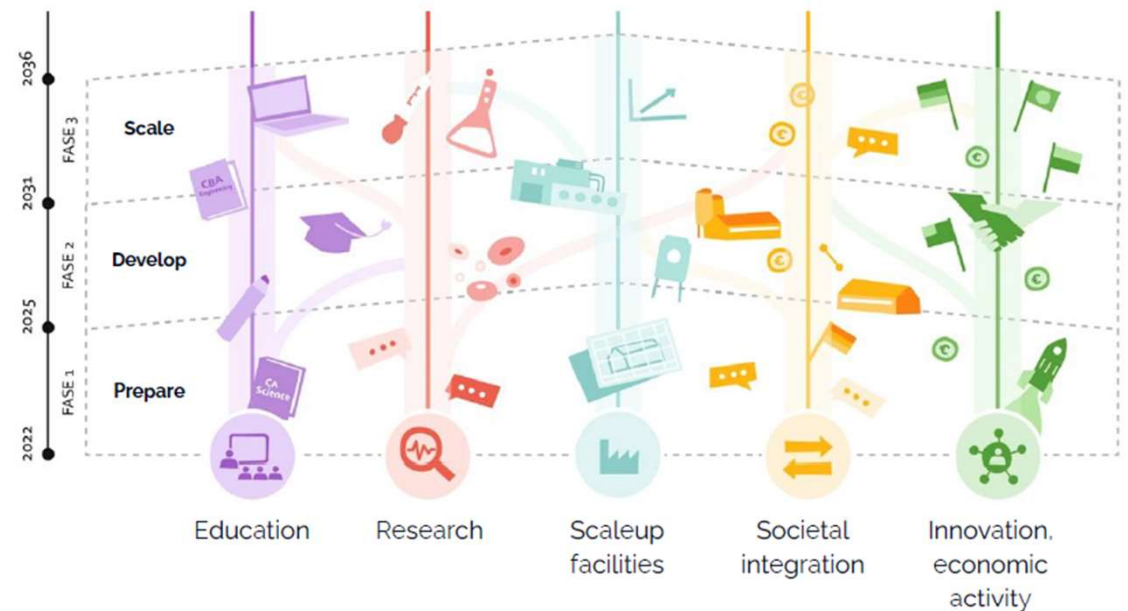 2036
FASE 3
Scale
CBA
Engineering
2031
FASE 2
Develop
2025
FASE 1
Prepare
CA
Science
2022
Education
Research
Scaleup
facilities
Societal
integration
Innovation,
economic
activity